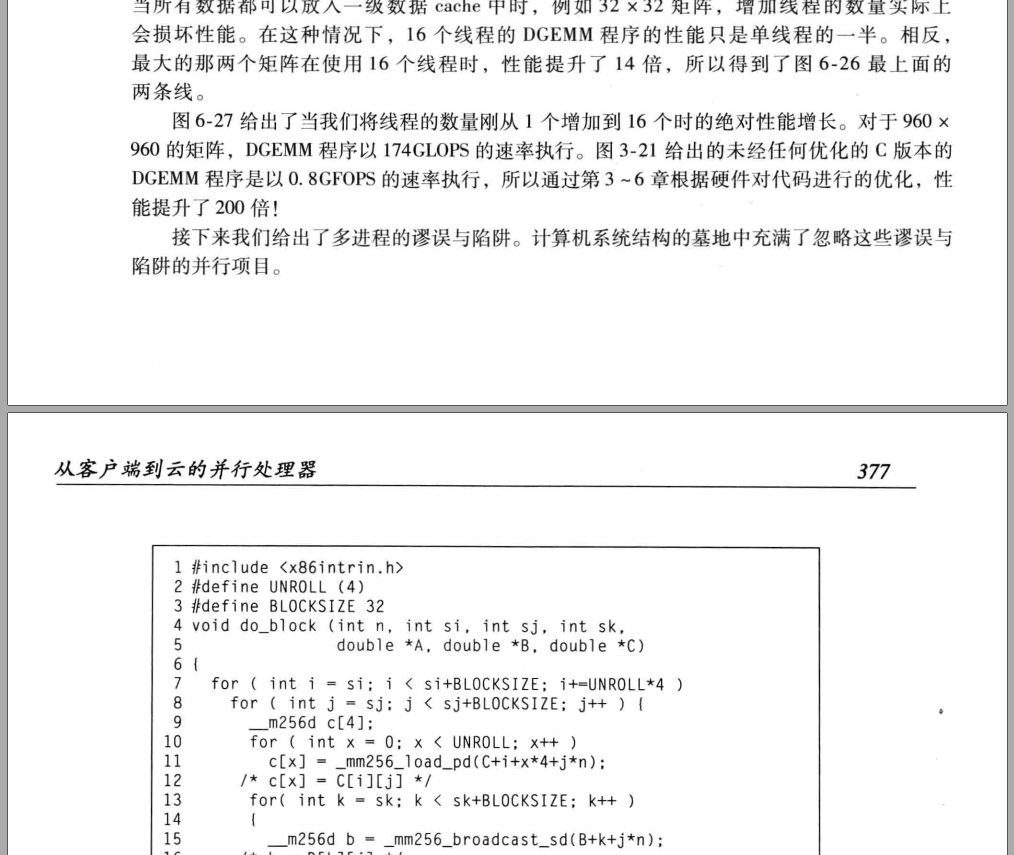 当所有数据都可以放入一级数据 cache 中时，例如 32 × 32 矩阵，增加线程的数量实际上
会损坏性能。在这种情况下，16 个线程的 DGEMM 程序的性能只是单线程的一半。相反，
最大的那两个矩阵在使用 16 个线程时，性能提升了 14 倍，所以得到了图 6-26 最上面的
两条线。
图 6-27 给出了当我们将线程的数量刚从 1 个增加到 16 个时的绝对性能增长。对于 960 ×
960 的矩阵，DGEMM 程序以 174GLOPS 的速率执行。图 3-21 给出的未经任何优化的 C 版本的
DGEMM 程序是以 0.8GFOPS 的速率执行，所以通过第 3 ~ 6 章根据硬件对代码进行的优化，性
能提升了 200 倍！
接下来我们给出了多进程的谬误与陷阱。计算机系统结构的墓地中充满了忽略这些谬误与
陷阱的并行项目。
从客户端到云的并行处理器 377
1 #include <x86intrin.h>
2 #define UNROLL (4)
3 #define BLOCKSIZE 32
4 void do_block (int n, int si, int sj, int sk,
5 double *A, double *B, double *C)
6 {
7 for ( int i = si; i < si+BLOCKSIZE; i+=UNROLL*4 )
8 for ( int j = sj; j < sj+BLOCKSIZE; j++ ) {
9 __m256d c[4];
10 for ( int x = 0; x < UNROLL; x++ )
11 c[x] = _mm256_load_pd(C+i+x*4+j*n);
12 /* c[x] = C[i][j] */
13 for( int k = sk; k < sk+BLOCKSIZE; k++ )
14 {
15 __m256d b = _mm256_broadcast_sd(B+k+j*n);